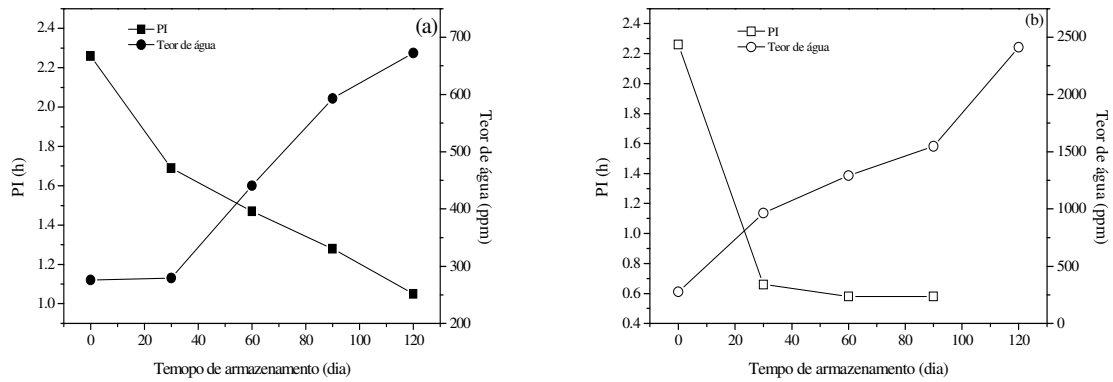 (a)
PI
Teor de água
2.4
2.2
2.0
1.8
1.6
1.4
1.2
1.0
PI (h)
700
600
500
400
300
200
Teor de água (ppm)
0 20 40 60 80 100 120
Temopo de armazenamento (dia)
(b)
PI
Teor de água
2.4
2.2
2.0
1.8
1.6
1.4
1.2
1.0
0.8
0.6
0.4
PI (h)
2500
2000
1500
1000
500
0
Teor de água (ppm)
0 20 40 60 80 100 120
Tempo de armazenamento (dia)